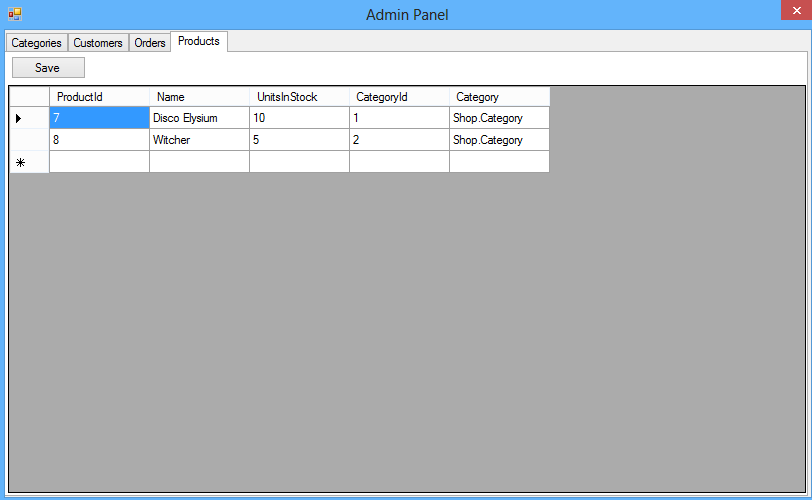 Admin Panel
Categories Customers Orders Products
Save
ProductId Name UnitsInStock CategoryId Category
7 Disco Elysium 10 1 Shop.Category
8 Witcher 5 2 Shop.Category